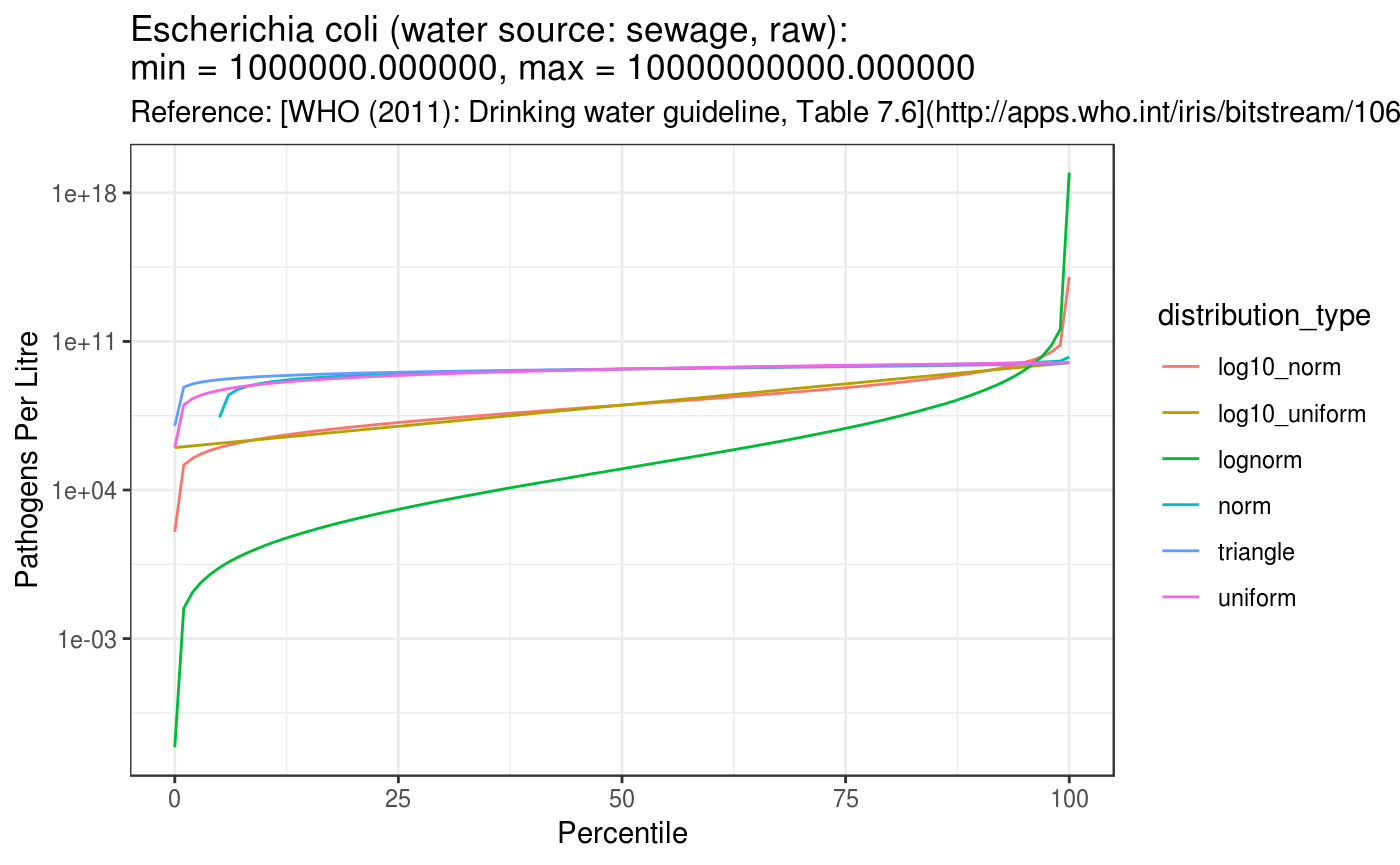 Escherichia coli (water source: sewage, raw):
min = 1000000.000000, max = 10000000000.000000
Reference: [WHO (2011): Drinking water guideline, Table 7.6](http://apps.who.int/iris/bitstream/106
Pathogens Per Litre
1e+18
1e+11
1e+04
1e-03
0 25 50 75 100
Percentile
distribution_type
log10_norm
log10_uniform
lognorm
norm
triangle
uniform